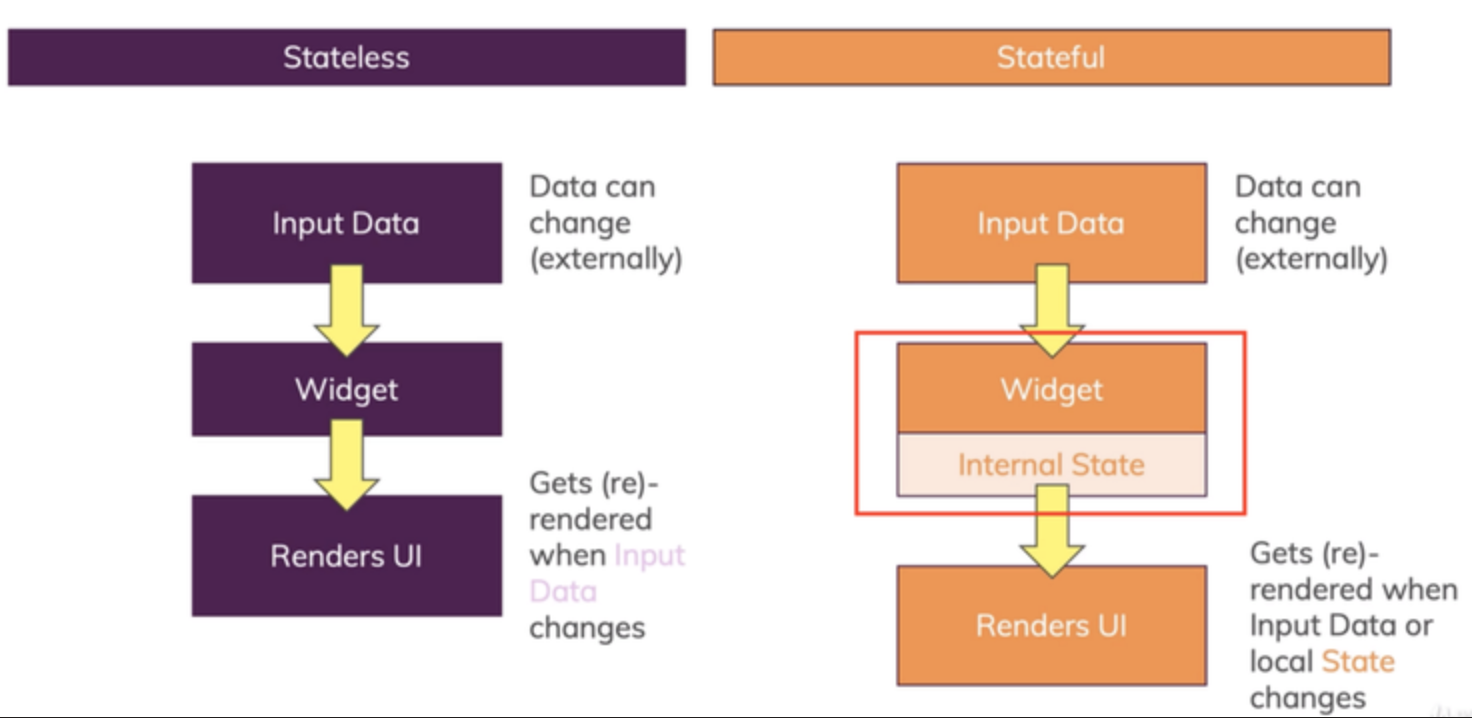 Stateless
Input Data
Data can
change
(externally)
Widget
Renders UI
Gets (re)-
rendered
when Input
Data
changes
Stateful
Input Data
Data can
change
(externally)
Widget
Internal State
Renders UI
Gets (re)-
rendered when
Input Data or
local State
changes